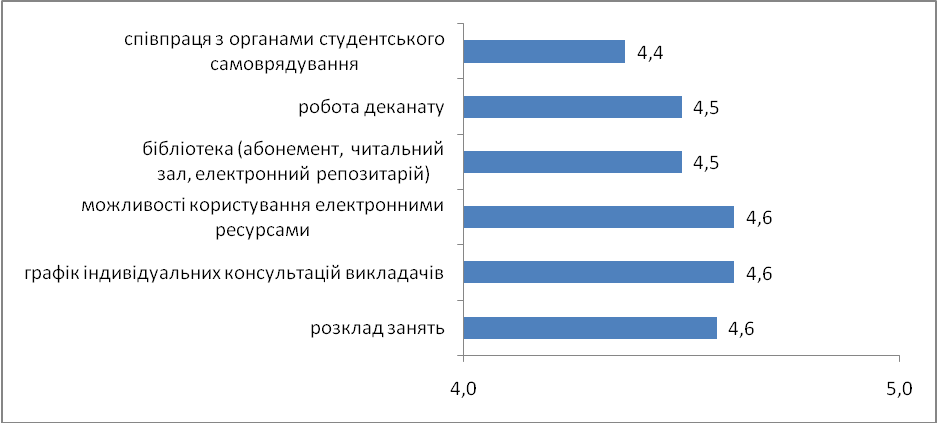 співпраця з органами студентського
самоврядування
4,4
робота деканату
4,5
бібліотека (абонемент, читальний
зал, електронний репозитарій)
4,5
можливості користування електронними
ресурсами
4,6
графік індивідуальних консультацій викладачів
4,6
розклад занять
4,6
4,0
5,0